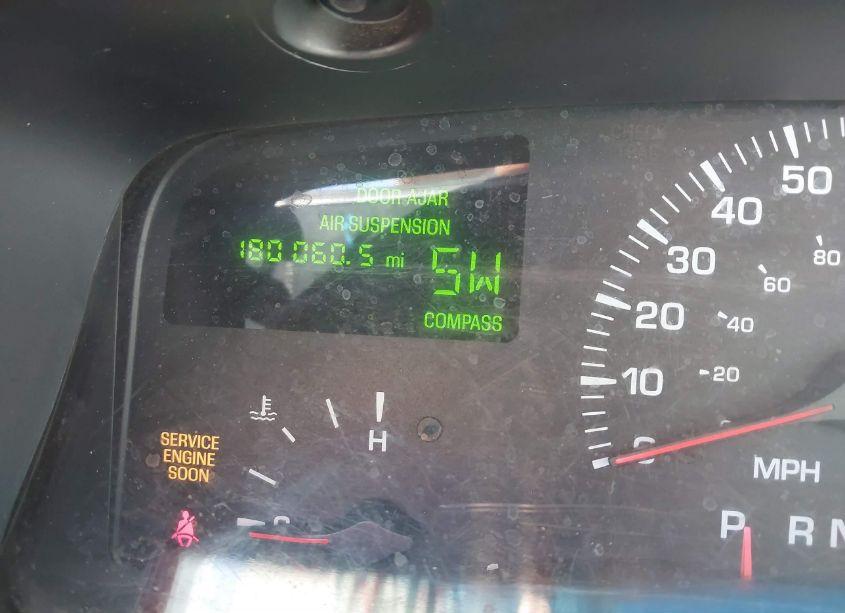 DOOR AJAR
AIR SUSPENSION
180 060.5 mi
SW
COMPASS
50
40
30
20
10
0
80
60
40
20
MPH
H
SERVICE
ENGINE
SOON
P R N